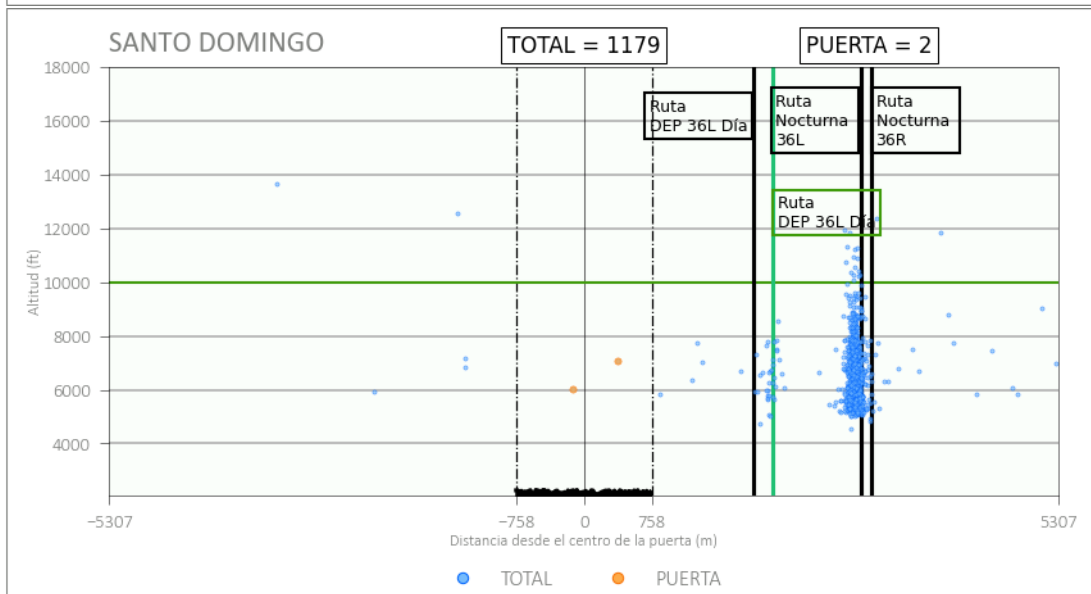 SANTO DOMINGO
TOTAL = 1179
PUERTA = 2
18000
16000
14000
12000
10000
8000
6000
4000
Altitud (ft)
Ruta
DEP 36L Día
Ruta
Nocturna
36L
Ruta
Nocturna
36R
Ruta
DEP 36L Día
−5307
−758
0
758
5307
Distancia desde el centro de la puerta (m)
TOTAL
PUERTA